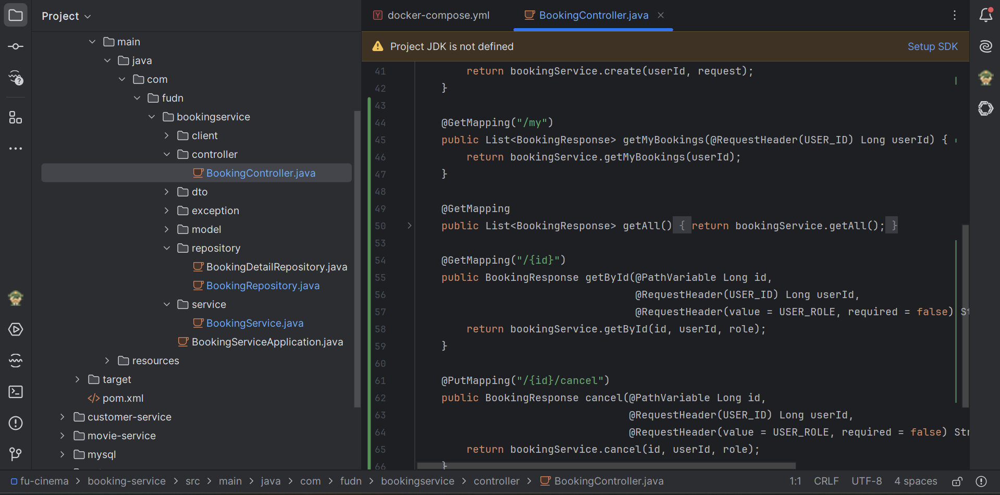 Project
docker-compose.yml
BookingController.java
Project JDK is not defined
Setup SDK
main
java
com
fudn
bookingservice
client
controller
BookingController.java
dto
exception
model
repository
BookingDetailRepository.java
BookingRepository.java
service
BookingService.java
BookingServiceApplication.java
resources
target
</> pom.xml
customer-service
movie-service
mysql
41 return bookingService.create(userId, request);
42 }
43
44 @GetMapping("/my")
45 public List<BookingResponse> getMyBookings(@RequestHeader(USER_ID) Long userId) {
46 return bookingService.getMyBookings(userId);
47 }
48
49 @GetMapping
50 public List<BookingResponse> getAll() { return bookingService.getAll(); }
53
54 @GetMapping("/{id}")
55 public BookingResponse getById(@PathVariable Long id,
56 @RequestHeader(USER_ID) Long userId,
57 @RequestHeader(value = USER_ROLE, required = false) St
58 return bookingService.getById(id, userId, role);
59 }
60
61 @PutMapping("/{id}/cancel")
62 public BookingResponse cancel(@PathVariable Long id,
63 @RequestHeader(USER_ID) Long userId,
64 @RequestHeader(value = USER_ROLE, required = false) Str
65 return bookingService.cancel(id, userId, role);
66 }
fu-cinema > booking-service > src > main > java > com > fudn > bookingservice > controller > BookingController.java
1:1 CRLF UTF-8 4 spaces